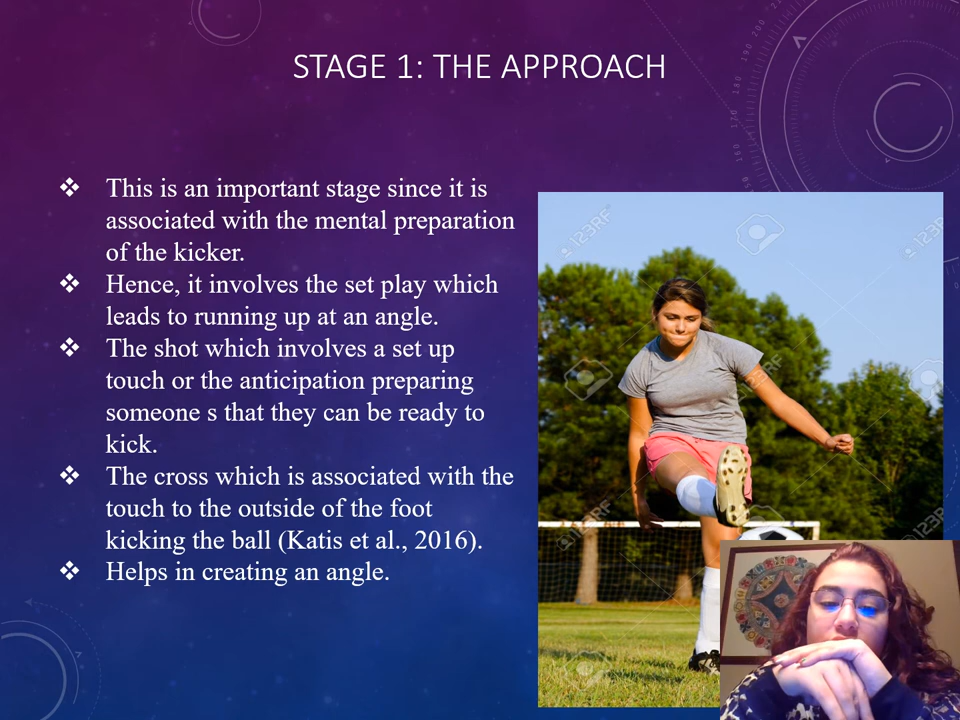 STAGE 1: THE APPROACH
❖ This is an important stage since it is
associated with the mental preparation
of the kicker.
❖ Hence, it involves the set play which
leads to running up at an angle.
❖ The shot which involves a set up
touch or the anticipation preparing
someone s that they can be ready to
kick.
❖ The cross which is associated with the
touch to the outside of the foot
kicking the ball (Katis et al., 2016).
❖ Helps in creating an angle.
123RF